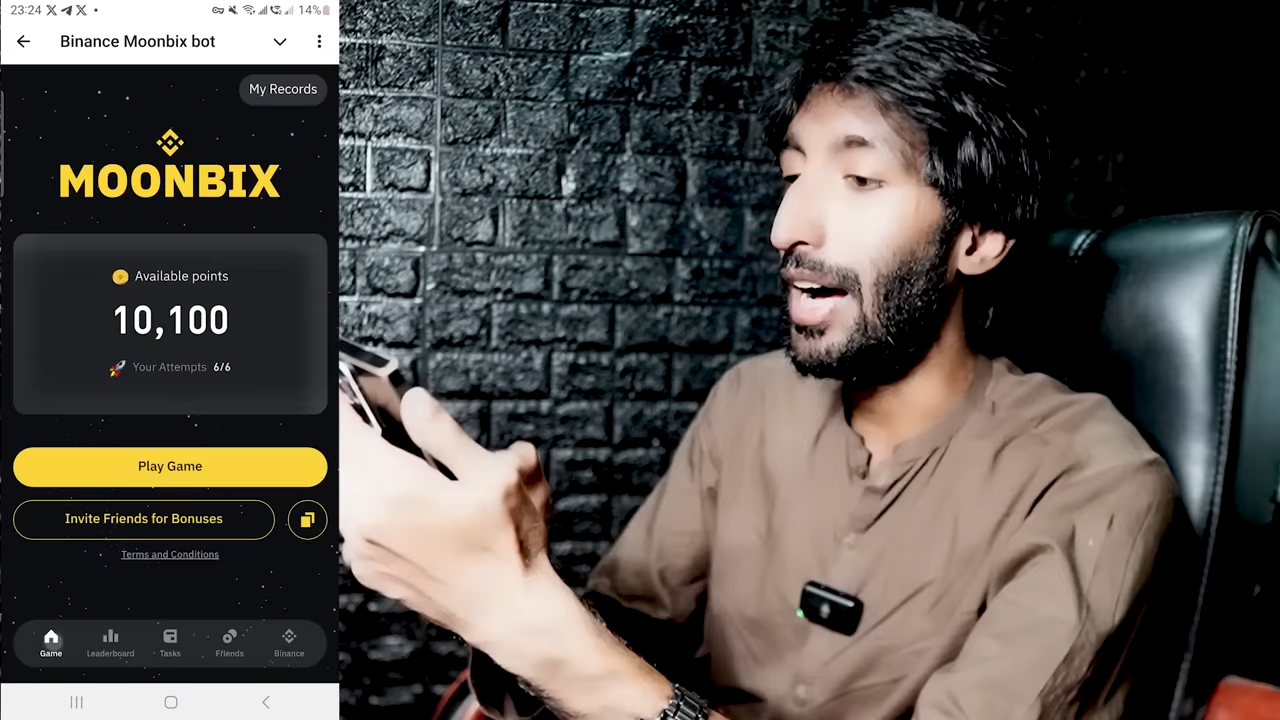 23:24
14%
Binance Moonbix bot
My Records
MOONBIX
Available points
10,100
Your Attempts 6/6
Play Game
Invite Friends for Bonuses
Terms and Conditions
Game Leaderboard Tasks Friends Binance